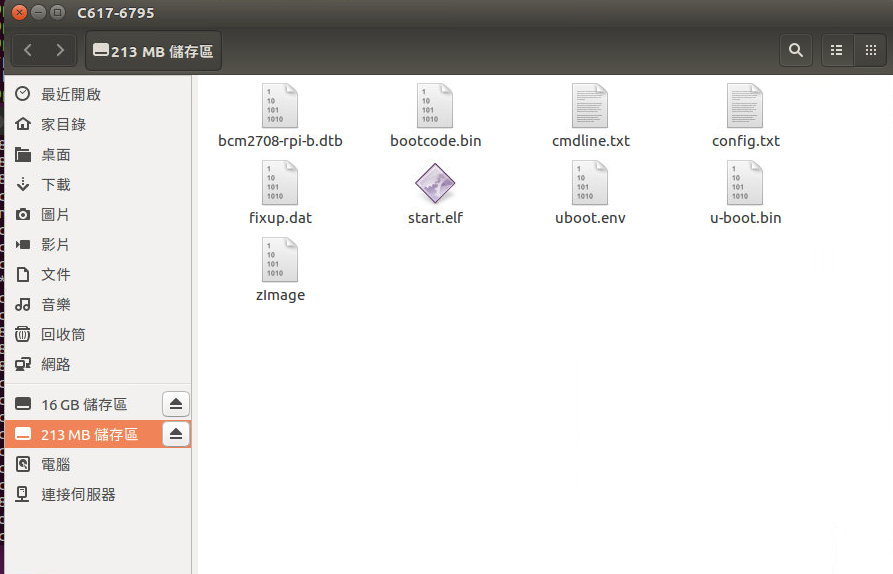 C617-6795
213 MB 儲存區
最近開啟
家目錄
桌面
下載
圖片
影片
文件
音樂
回收筒
網路
16 GB 儲存區
213 MB 儲存區
電腦
連接伺服器
bcm2708-rpi-b.dtb
bootcode.bin
cmdline.txt
config.txt
fixup.dat
start.elf
uboot.env
u-boot.bin
zImage